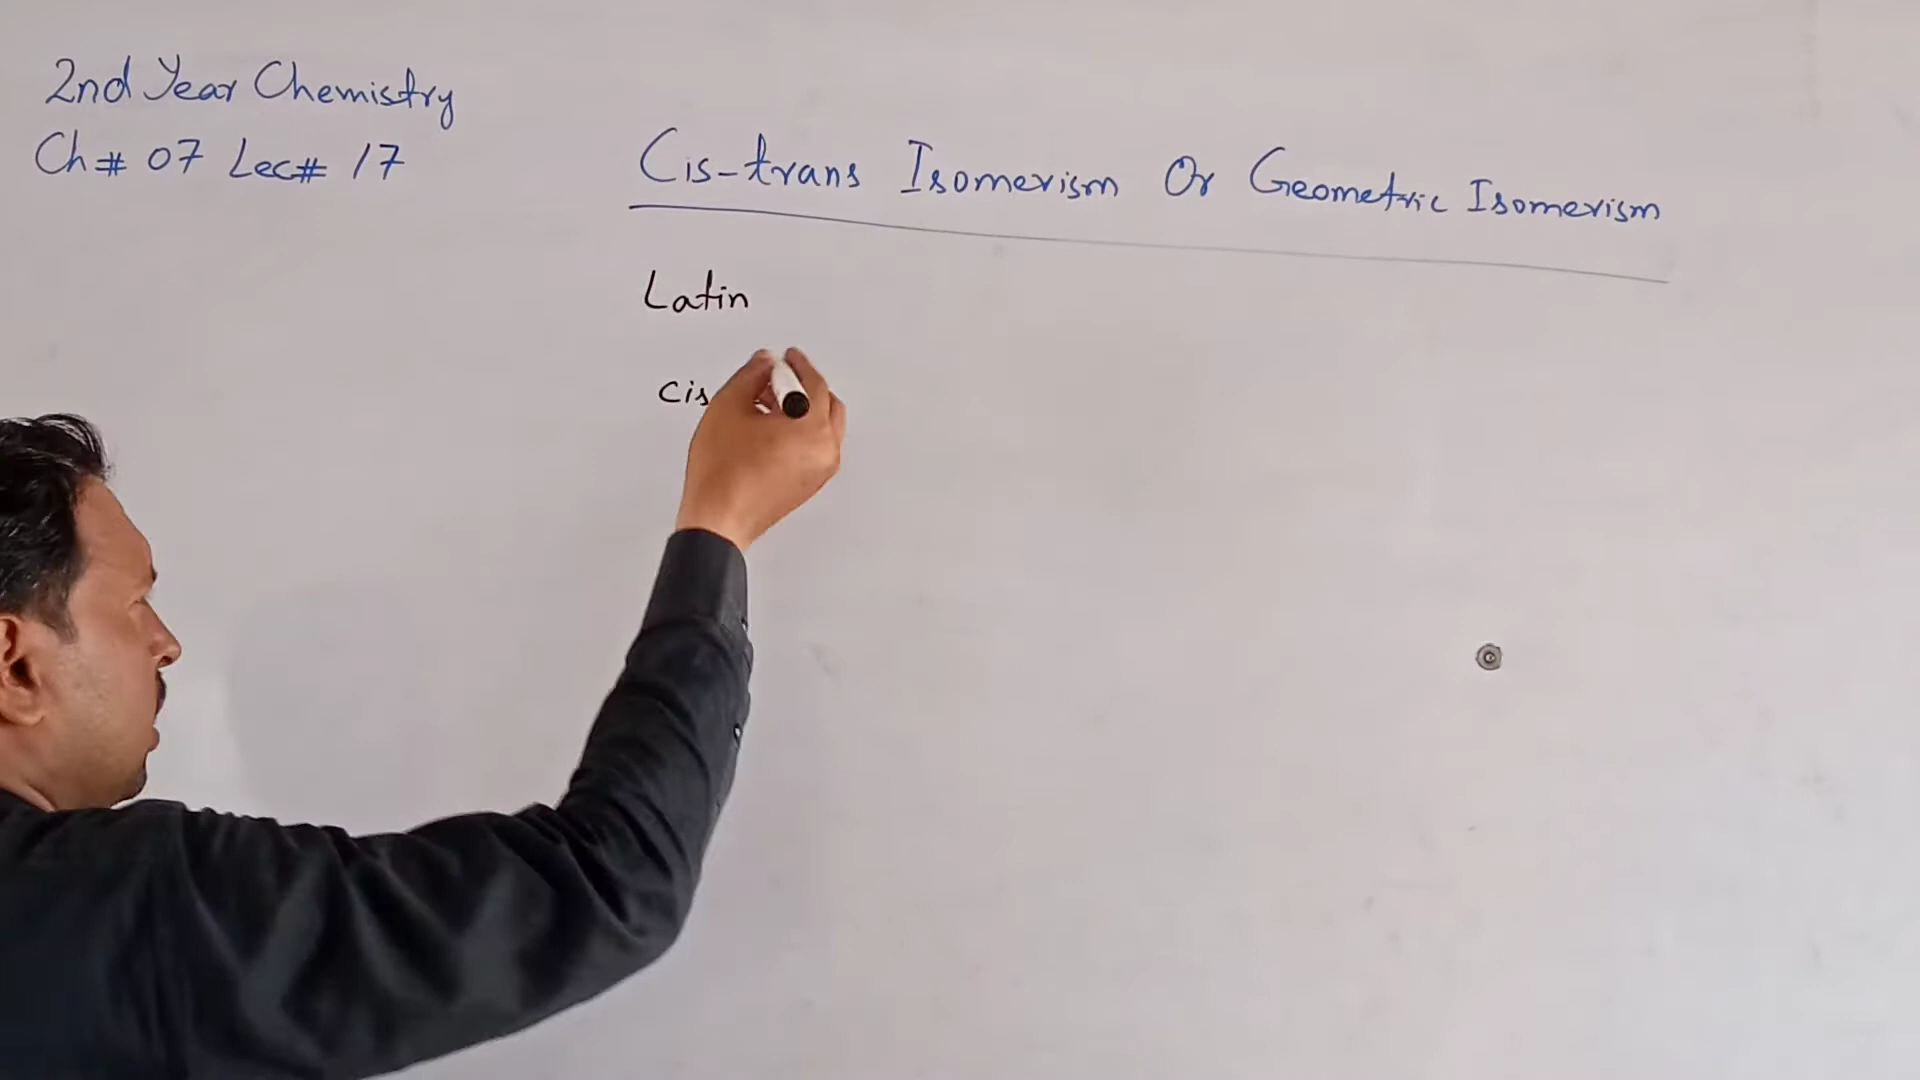 2nd Year Chemistry
Ch# 07 Lec# 17
Cis-trans Isomerism Or Geometric Isomerism
Latin
cis